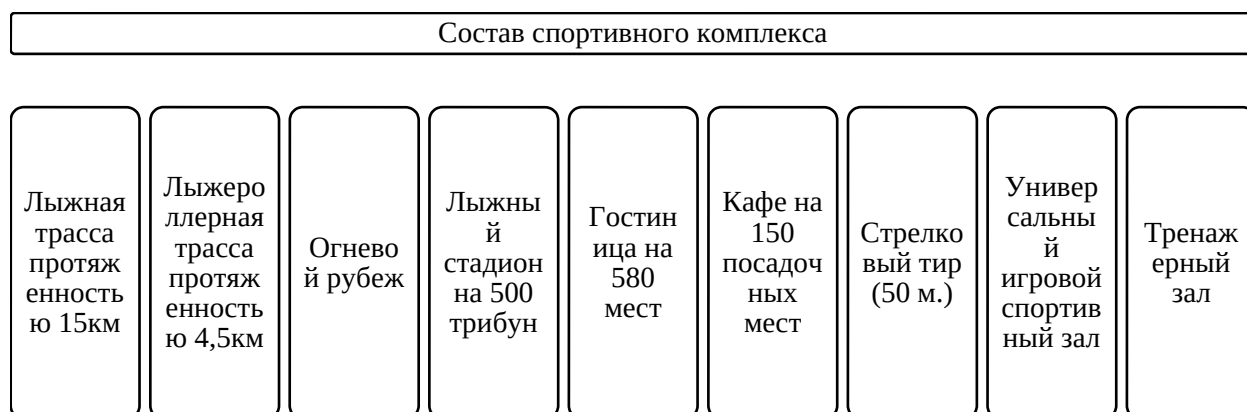 Состав спортивного комплекса
Лыжная
трасса
протяж
енность
ю 15км
Лыжеро
ллерная
трасса
протяж
енность
ю 4,5км
Огнево
й рубеж
Лыжны
й
стадион
на 500
трибун
Гостин
ица на
580
мест
Кафе на
150
посадоч
ных
мест
Стрелко
вый тир
(50 м.)
Универ
сальны
й
игровой
спортив
ный зал
Тренаж
ерный
зал